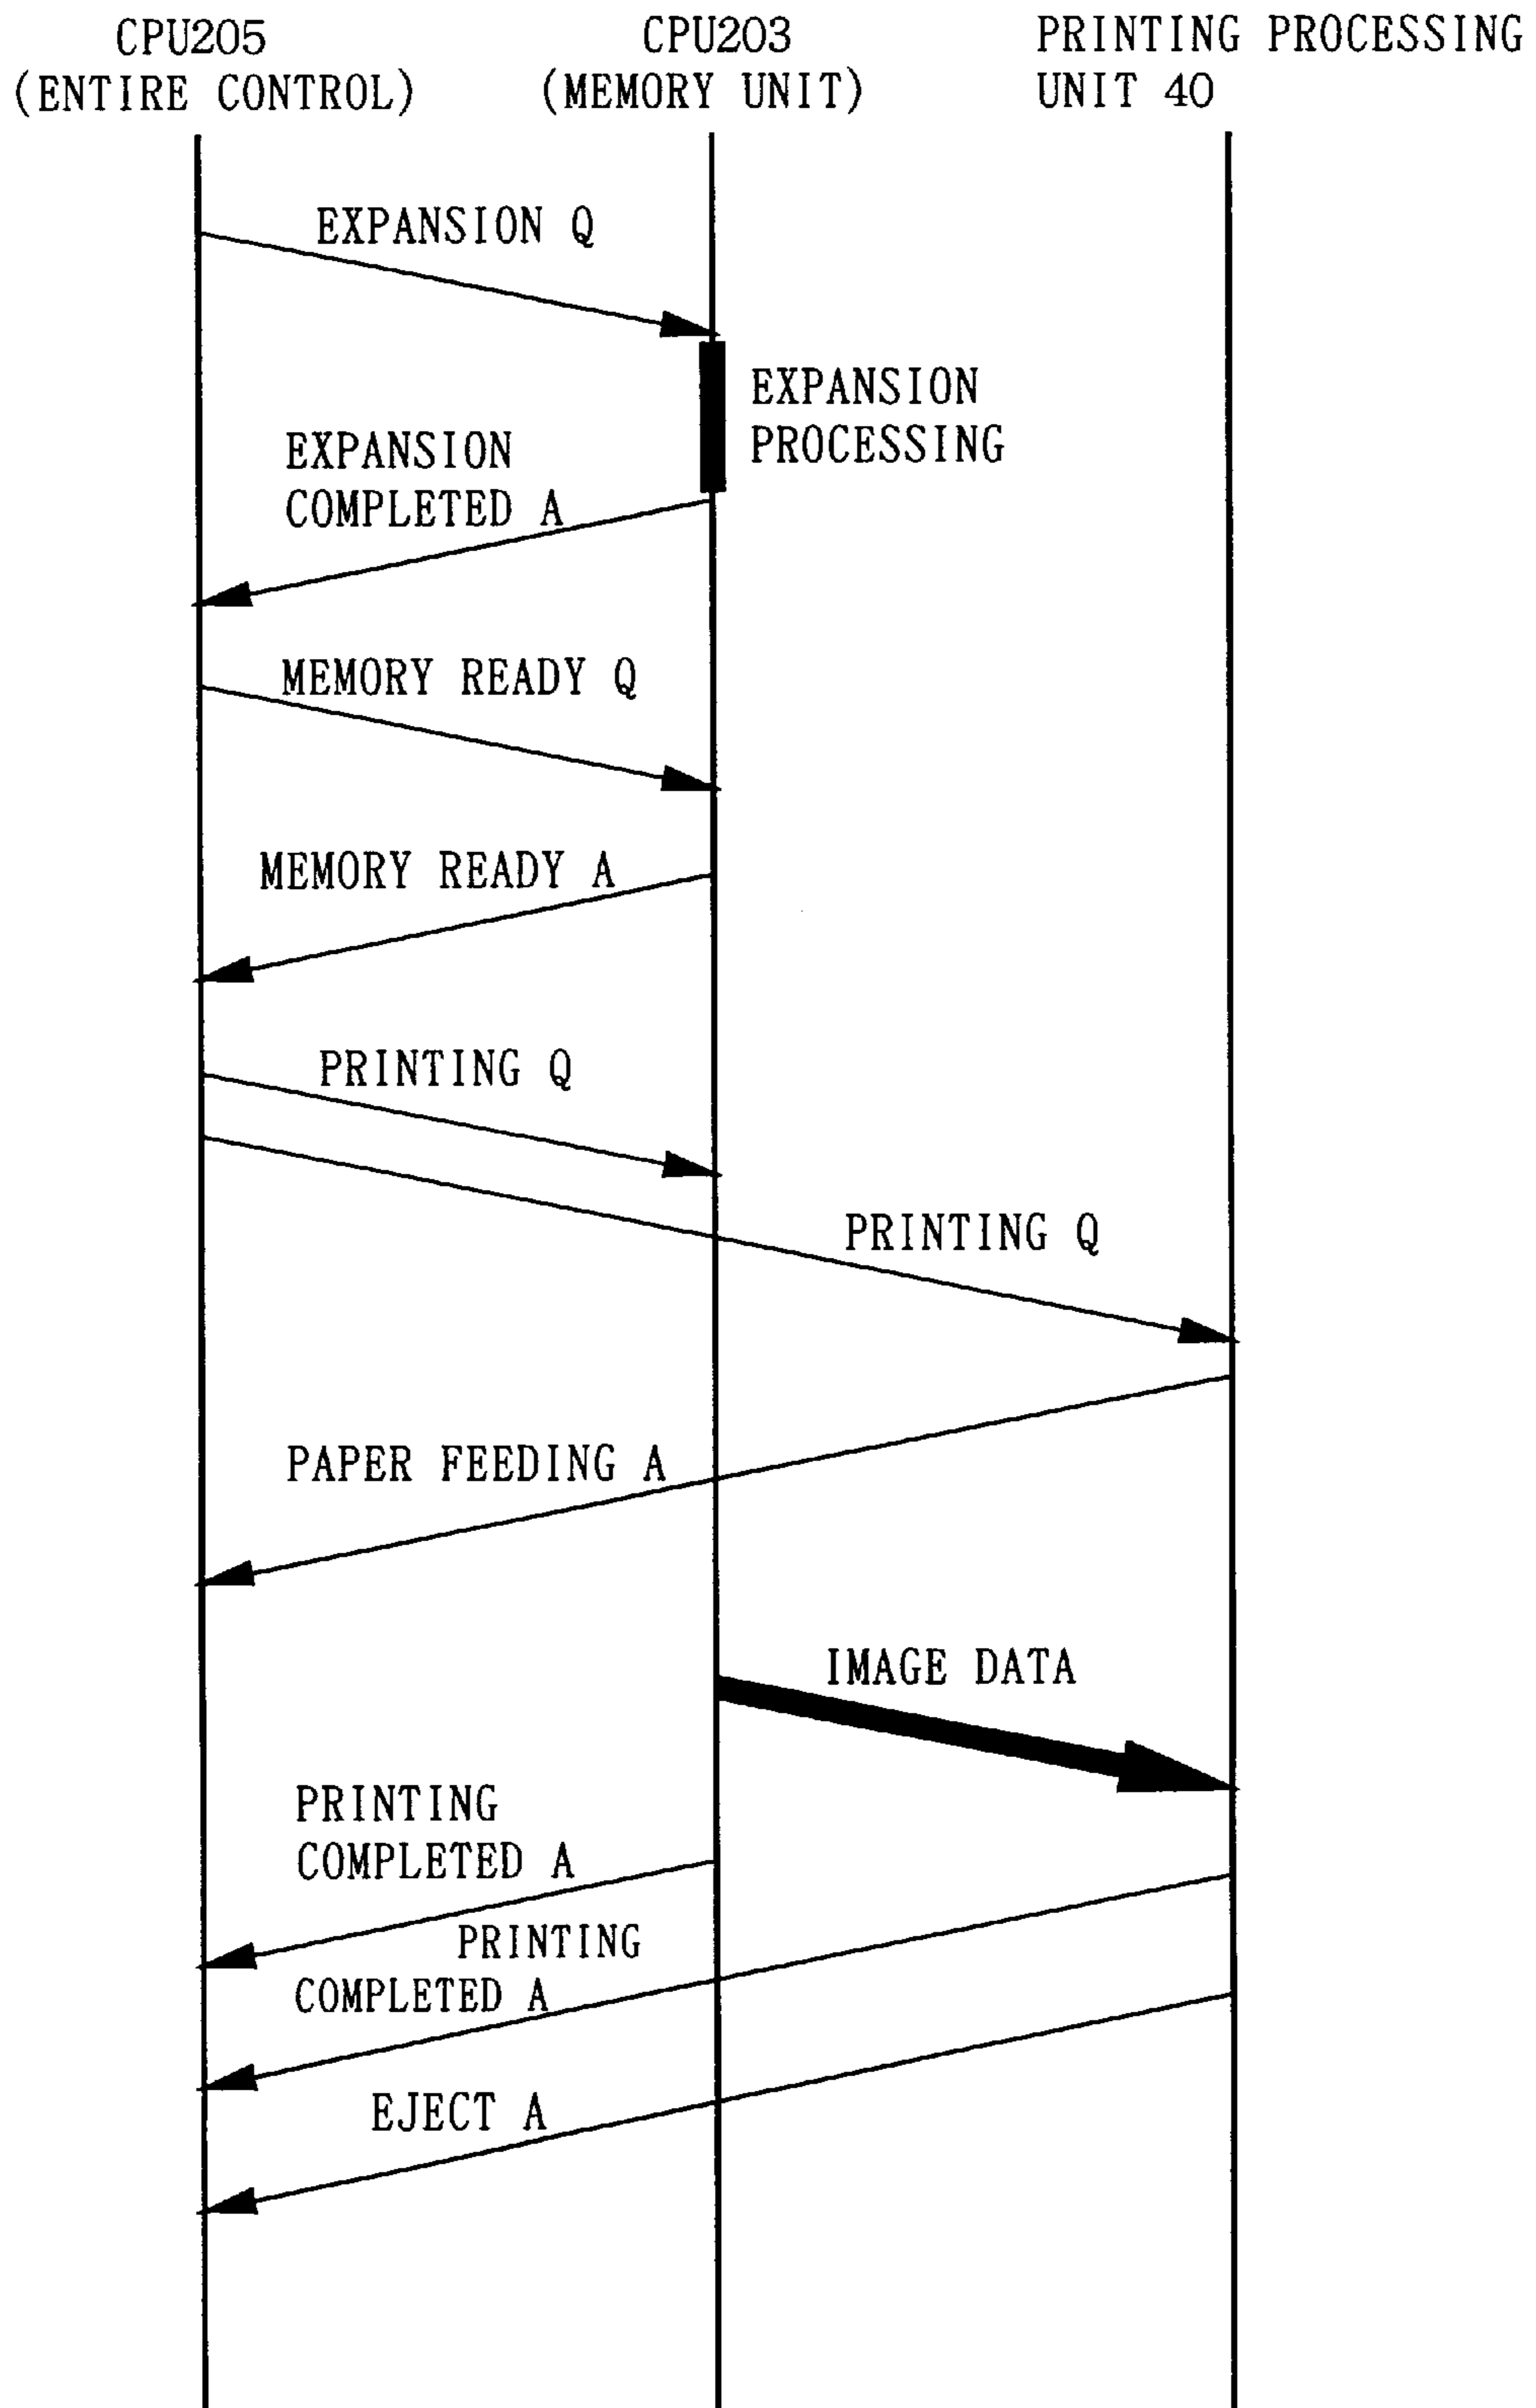 CPU205
(ENTIRE CONTROL)
CPU203
(MEMORY UNIT)
PRINTING PROCESSING
UNIT 40
EXPANSION Q
EXPANSION
PROCESSING
EXPANSION
COMPLETED A
MEMORY READY Q
MEMORY READY A
PRINTING Q
PRINTING Q
PAPER FEEDING A
IMAGE DATA
PRINTING
COMPLETED A
PRINTING
COMPLETED A
EJECT A